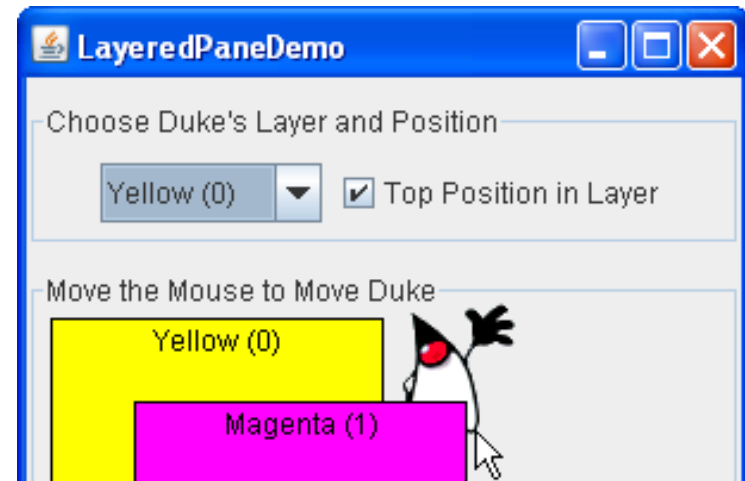 LayeredPaneDemo
Choose Duke's Layer and Position
Yellow (0) Top Position in Layer
Move the Mouse to Move Duke
Yellow (0)
Magenta (1)